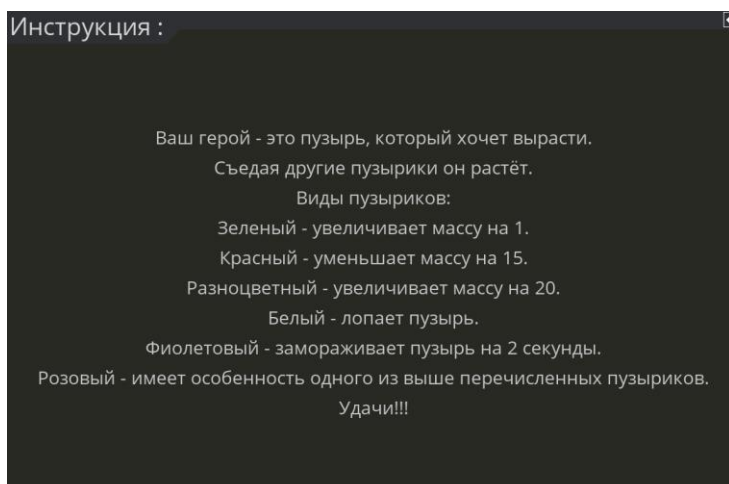 Инструкция :
Ваш герой - это пузырь, который хочет вырасти.
Съедая другие пузырики он растёт.
Виды пузыриков:
Зеленый - увеличивает массу на 1.
Красный - уменьшает массу на 15.
Разноцветный - увеличивает массу на 20.
Белый - лопает пузырь.
Фиолетовый - замораживает пузырь на 2 секунды.
Розовый - имеет особенность одного из выше перечисленных пузыриков.
Удачи!!!